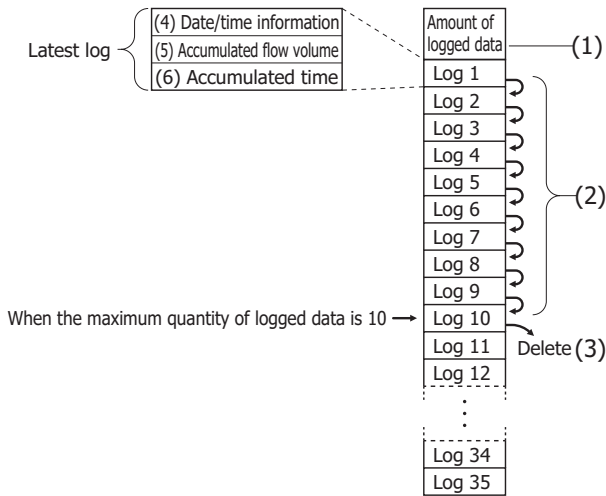 Latest log
(4) Date/time information
(5) Accumulated flow volume
(6) Accumulated time
Amount of
logged data
(1)
Log 1
Log 2
Log 3
Log 4
Log 5
Log 6
Log 7
Log 8
Log 9
(2)
When the maximum quantity of logged data is 10
Log 10
Log 11
Delete (3)
Log 12
Log 34
Log 35